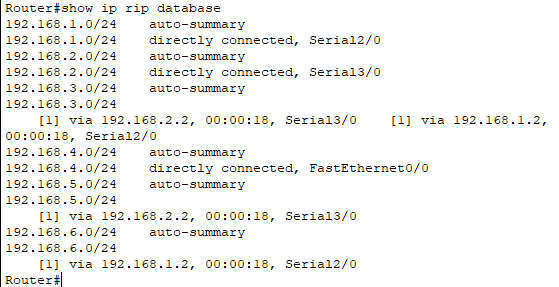 Router#show ip rip database
192.168.1.0/24    auto-summary
192.168.1.0/24    directly connected, Serial2/0
192.168.2.0/24    auto-summary
192.168.2.0/24    directly connected, Serial3/0
192.168.3.0/24    auto-summary
192.168.3.0/24
    [1] via 192.168.2.2, 00:00:18, Serial3/0    [1] via 192.168.1.2,
00:00:18, Serial2/0
192.168.4.0/24    auto-summary
192.168.4.0/24    directly connected, FastEthernet0/0
192.168.5.0/24    auto-summary
192.168.5.0/24
    [1] via 192.168.2.2, 00:00:18, Serial3/0
192.168.6.0/24    auto-summary
192.168.6.0/24
    [1] via 192.168.1.2, 00:00:18, Serial2/0
Router#